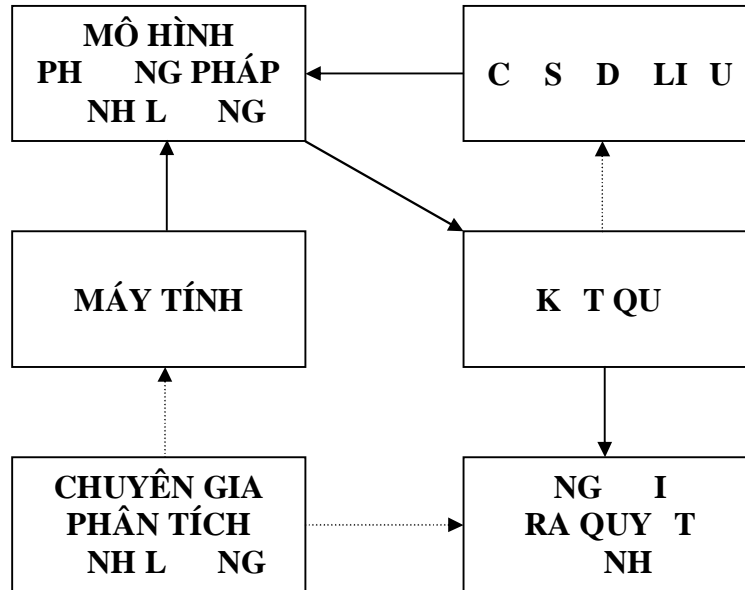 MÔ HÌNH
PH NG PHÁP
NH L NG
C S D LI U
MÁY TÍNH
K T QU
CHUYÊN GIA
PHÂN TÍCH
NH L NG
NG I
RA QUY T
NH